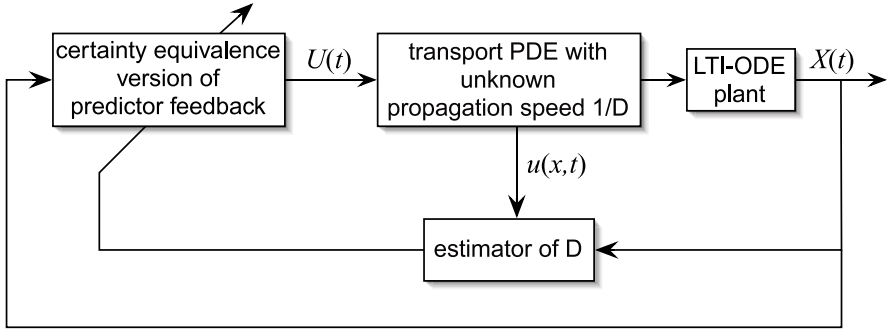 certainty equivalence
version of
predictor feedback
U(t)
transport PDE with
unknown
propagation speed 1/D
LTI-ODE
plant
X(t)
u(x,t)
estimator of D